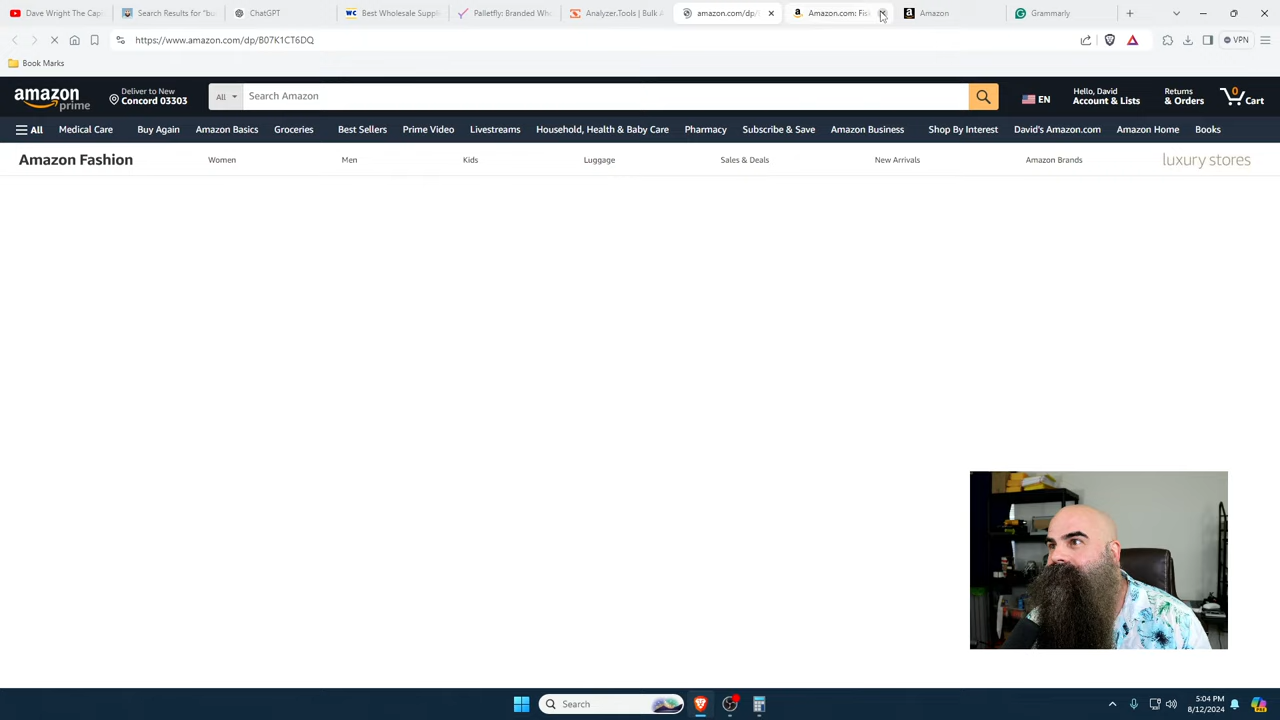 Dave Wright The Cap
Search Results for "bu
ChatGPT
Best Wholesale Suppl
Palletfly: Branded Who
Analyzer.Tools | Bulk A
amazon.com/dp/
Amazon.com: Fis
Amazon
Grammarly
https://www.amazon.com/dp/B07K1CT6DQ
VPN
Book Marks
amazon prime
Deliver to New
Concord 03303
All
Search Amazon
EN
Hello, David
Account & Lists
Returns
& Orders
0
Cart
All
Medical Care
Buy Again
Amazon Basics
Groceries
Best Sellers
Prime Video
Livestreams
Household, Health & Baby Care
Pharmacy
Subscribe & Save
Amazon Business
Shop By Interest
David's Amazon.com
Amazon Home
Books
Amazon Fashion
Women
Men
Kids
Luggage
Sales & Deals
New Arrivals
Amazon Brands
luxury stores
Search
5:04 PM
8/12/2024